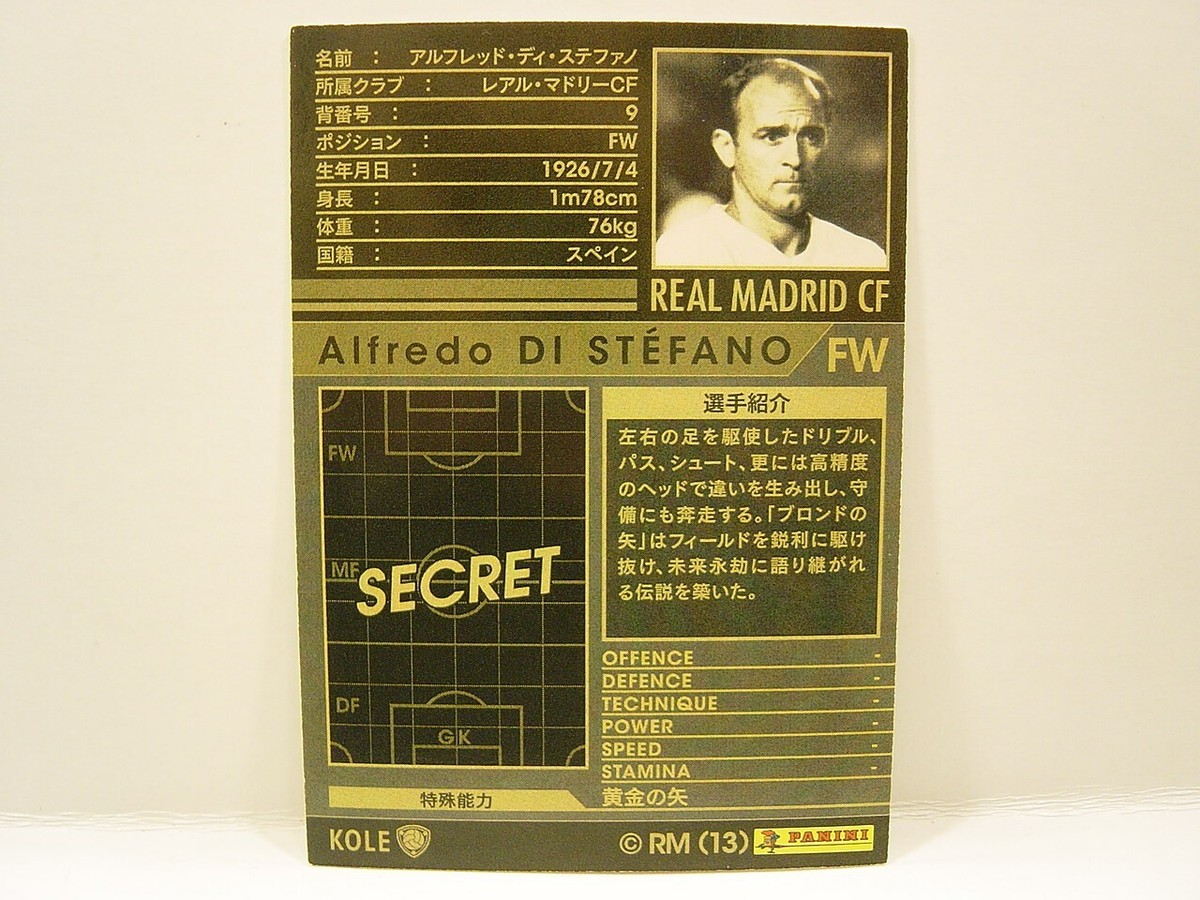 名前 : アルフレッド・ディ・ステファノ
所属クラブ : レアル・マドリーCF
背番号 : 9
ポジション : FW
生年月日 : 1926/7/4
身長 : 1m78cm
体重 : 76kg
国籍 : スペイン
REAL MADRID CF
Alfredo DI STÉFANO FW
FW
MF
SECRET
DF
GK
選手紹介
左右の足を駆使したドリブル、
パス、シュート、更には高精度
のヘッドで違いを生み出し、守
備にも奔走する。「ブロンドの
矢」はフィールドを鋭利に駆け
抜け、未来永劫に語り継がれ
る伝説を築いた。
OFFENCE -
DEFENCE -
TECHNIQUE -
POWER -
SPEED -
STAMINA -
特殊能力 黄金の矢
KOLE
© RM (13) PANINI